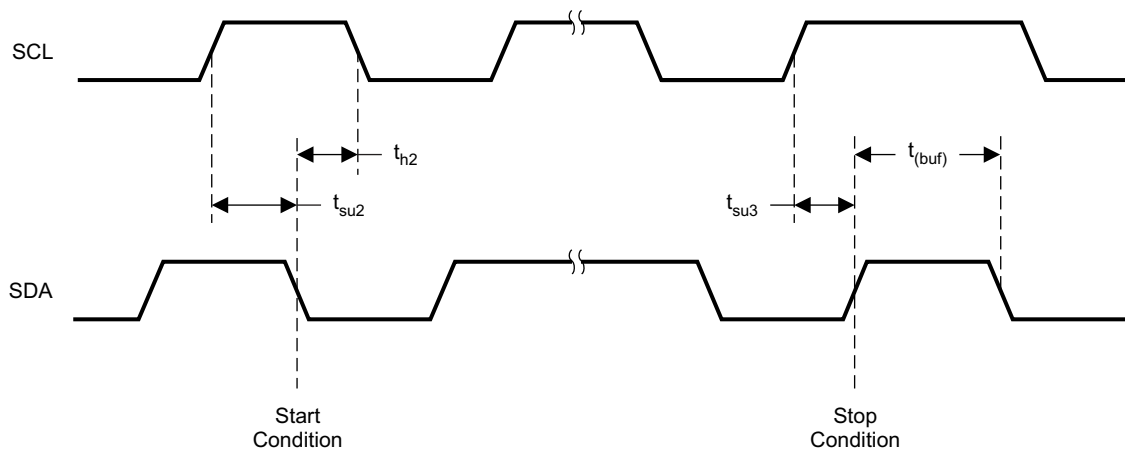 SCL
t_h2
t_(buf)
t_su2
t_su3
SDA
Start
Condition
Stop
Condition